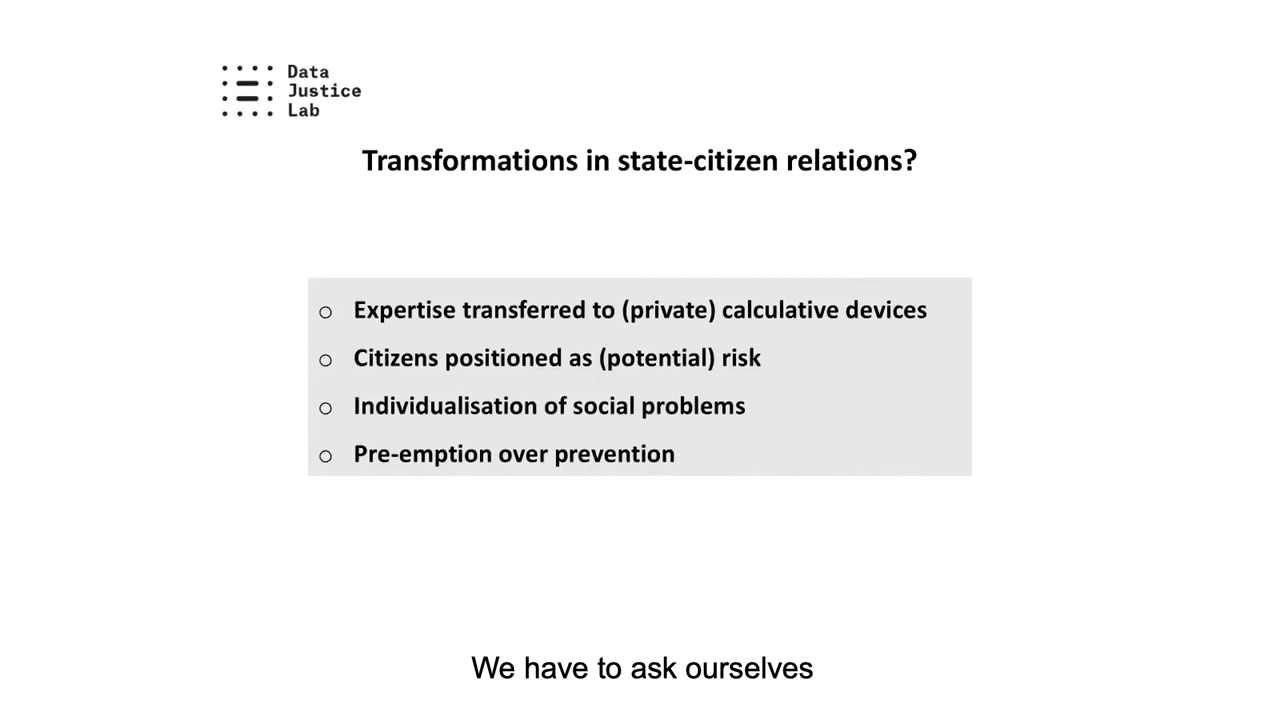 Data
Justice
Lab
Transformations in state-citizen relations?
○ Expertise transferred to (private) calculative devices
○ Citizens positioned as (potential) risk
○ Individualisation of social problems
○ Pre-emption over prevention
We have to ask ourselves